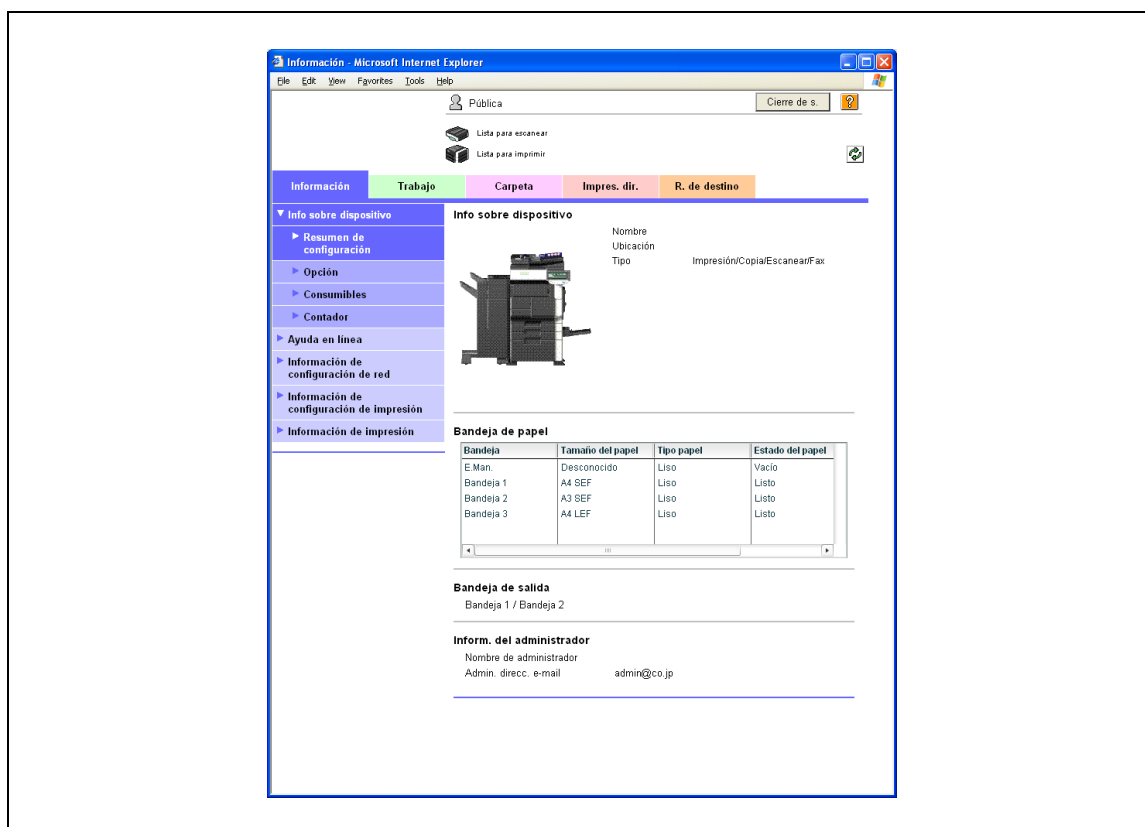 Información - Microsoft Internet Explorer
File Edit View Favorites Tools Help
Pública
Cierre de s.
?
Lista para escanear
Lista para imprimir
Información Trabajo Carpeta Impres. dir. R. de destino
Info sobre dispositivo
Resumen de
configuración
Opción
Consumibles
Contador
Ayuda en línea
Información de
configuración de red
Información de
configuración de impresión
Información de impresión
Info sobre dispositivo
Nombre
Ubicación
Tipo Impresión/Copia/Escanear/Fax
Bandeja de papel
Bandeja Tamaño del papel Tipo papel Estado del papel
E.Man. Desconocido Liso Vacío
Bandeja 1 A4 SEF Liso Listo
Bandeja 2 A3 SEF Liso Listo
Bandeja 3 A4 LEF Liso Listo
Bandeja de salida
Bandeja 1 / Bandeja 2
Inform. del administrador
Nombre de administrador
Admin. direcc. e-mail admin@co.jp